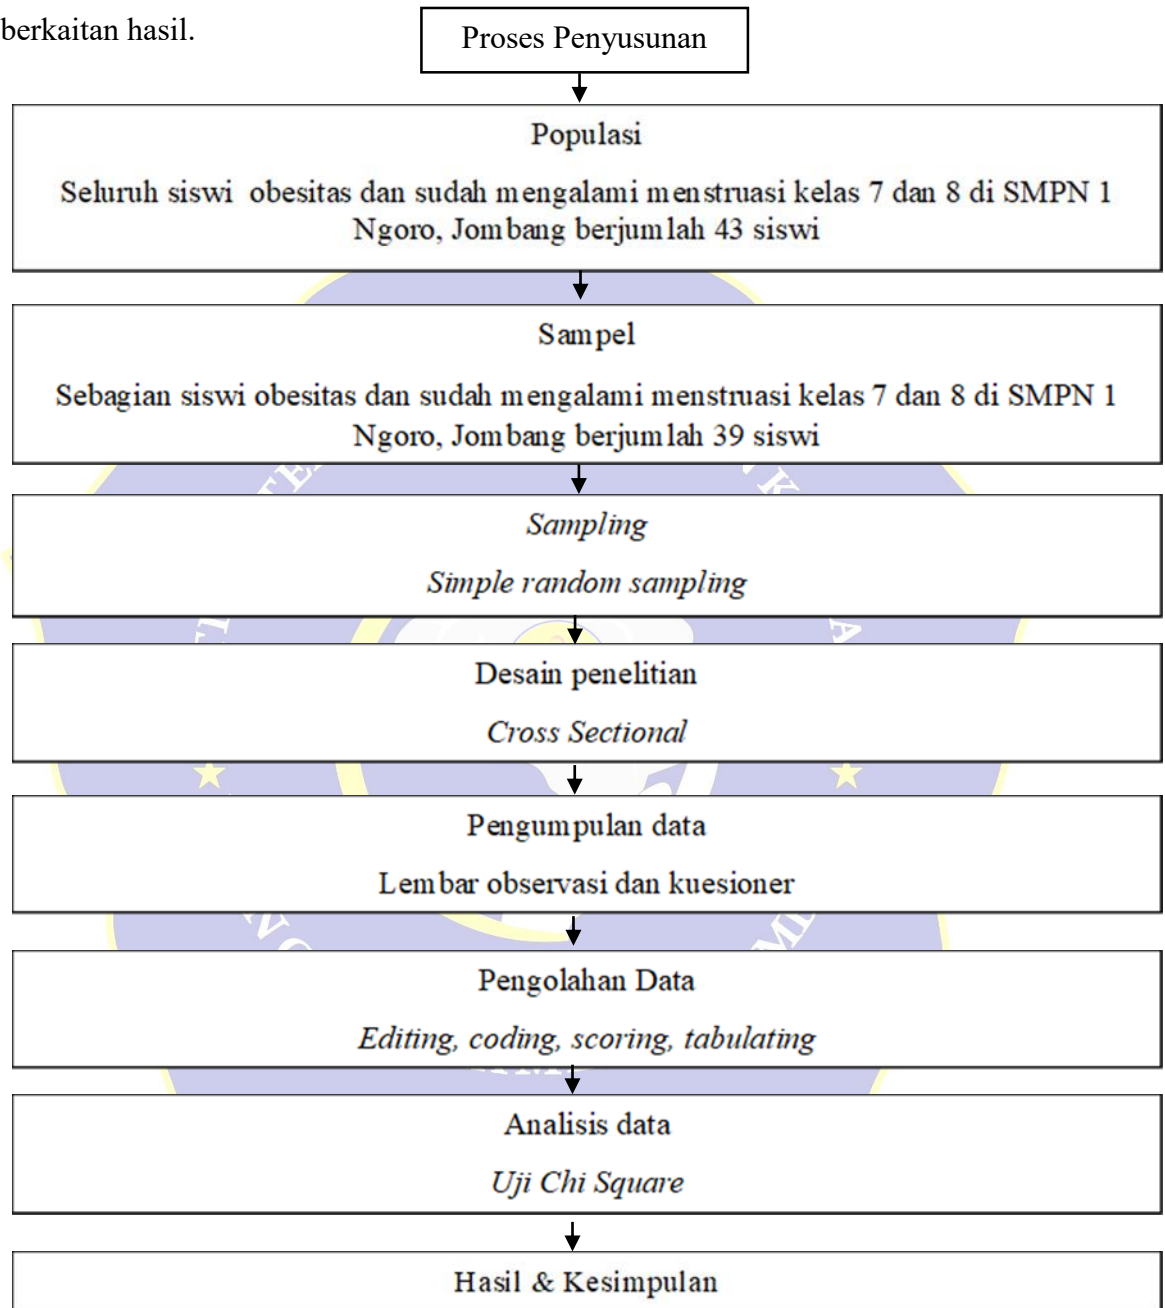 berkaitan hasil.
Proses Penyusunan
Populasi
Seluruh siswi obesitas dan sudah mengalami menstruasi kelas 7 dan 8 di SMPN 1
Ngoro, Jombang berjumlah 43 siswi
Sampel
Sebagian siswi obesitas dan sudah mengalami menstruasi kelas 7 dan 8 di SMPN 1
Ngoro, Jombang berjumlah 39 siswi
Sampling
Simple random sampling
Desain penelitian
Cross Sectional
Pengumpulan data
Lembar observasi dan kuesioner
Pengolahan Data
Editing, coding, scoring, tabulating
Analisis data
Uji Chi Square
Hasil & Kesimpulan